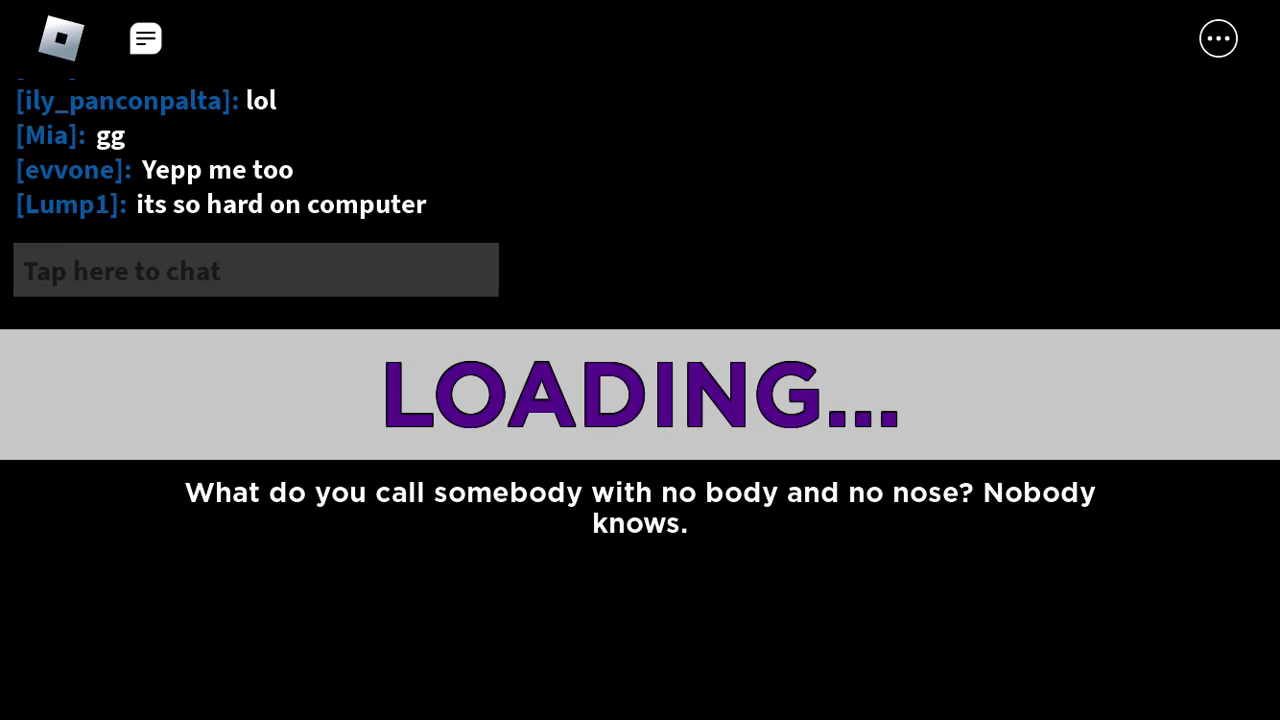 [ily_panconpalta]: lol
[Mia]: gg
[evvone]: Yepp me too
[Lump1]: its so hard on computer
Tap here to chat
LOADING...
What do you call somebody with no body and no nose? Nobody
knows.